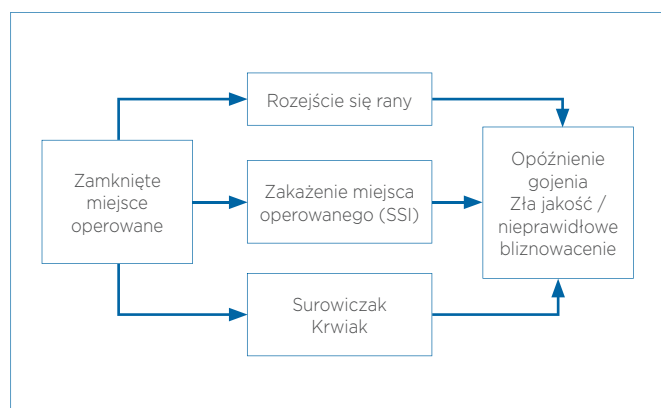 Rozejście się rany
Zamknięte
miejsce
operowane
Zakażenie miejsca
operowanego (SSI)
Opóźnienie
gojenia
Zła jakość /
nieprawidłowe
bliznowacenie
Surowiczak
Krwiak